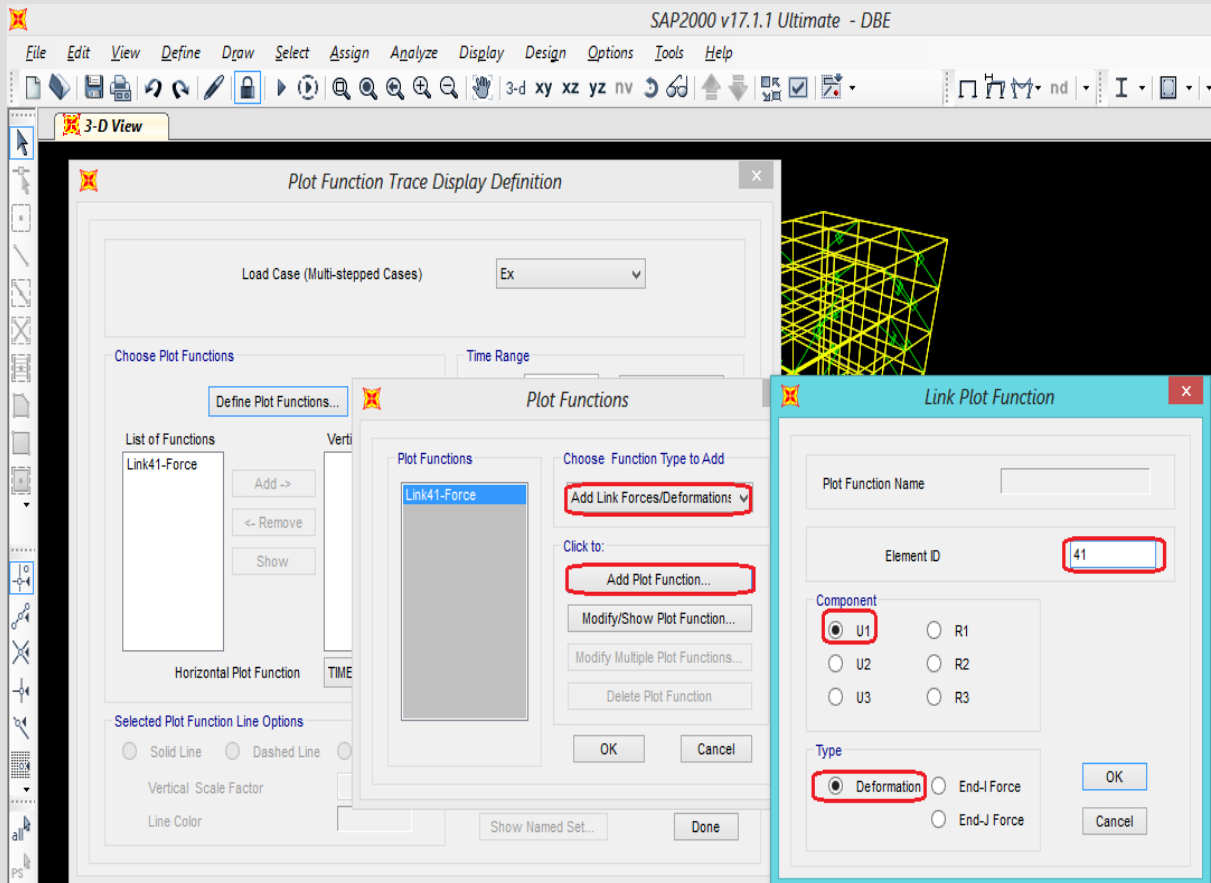 SAP2000 v17.1.1 Ultimate - DBE
File Edit View Define Draw Select Assign Analyze Display Design Options Tools Help
3-d xy xz yz nv nd
3-D View
Plot Function Trace Display Definition
Load Case (Multi-stepped Cases) Ex
Choose Plot Functions
Time Range
Define Plot Functions...
List of Functions
Verti
Link41-Force
Add ->
<- Remove
Show
Horizontal Plot Function TIME
Selected Plot Function Line Options
Solid Line Dashed Line
Vertical Scale Factor
Line Color
Show Named Set...
Done
Plot Functions
Plot Functions
Link41-Force
Choose Function Type to Add
Add Link Forces/Deformations
Click to:
Add Plot Function...
Modify/Show Plot Function...
Modify Multiple Plot Functions...
Delete Plot Function
OK Cancel
Link Plot Function
Plot Function Name
Element ID 41
Component
U1 R1
U2 R2
U3 R3
Type
Deformation End-I Force
End-J Force
OK
Cancel
all
PS